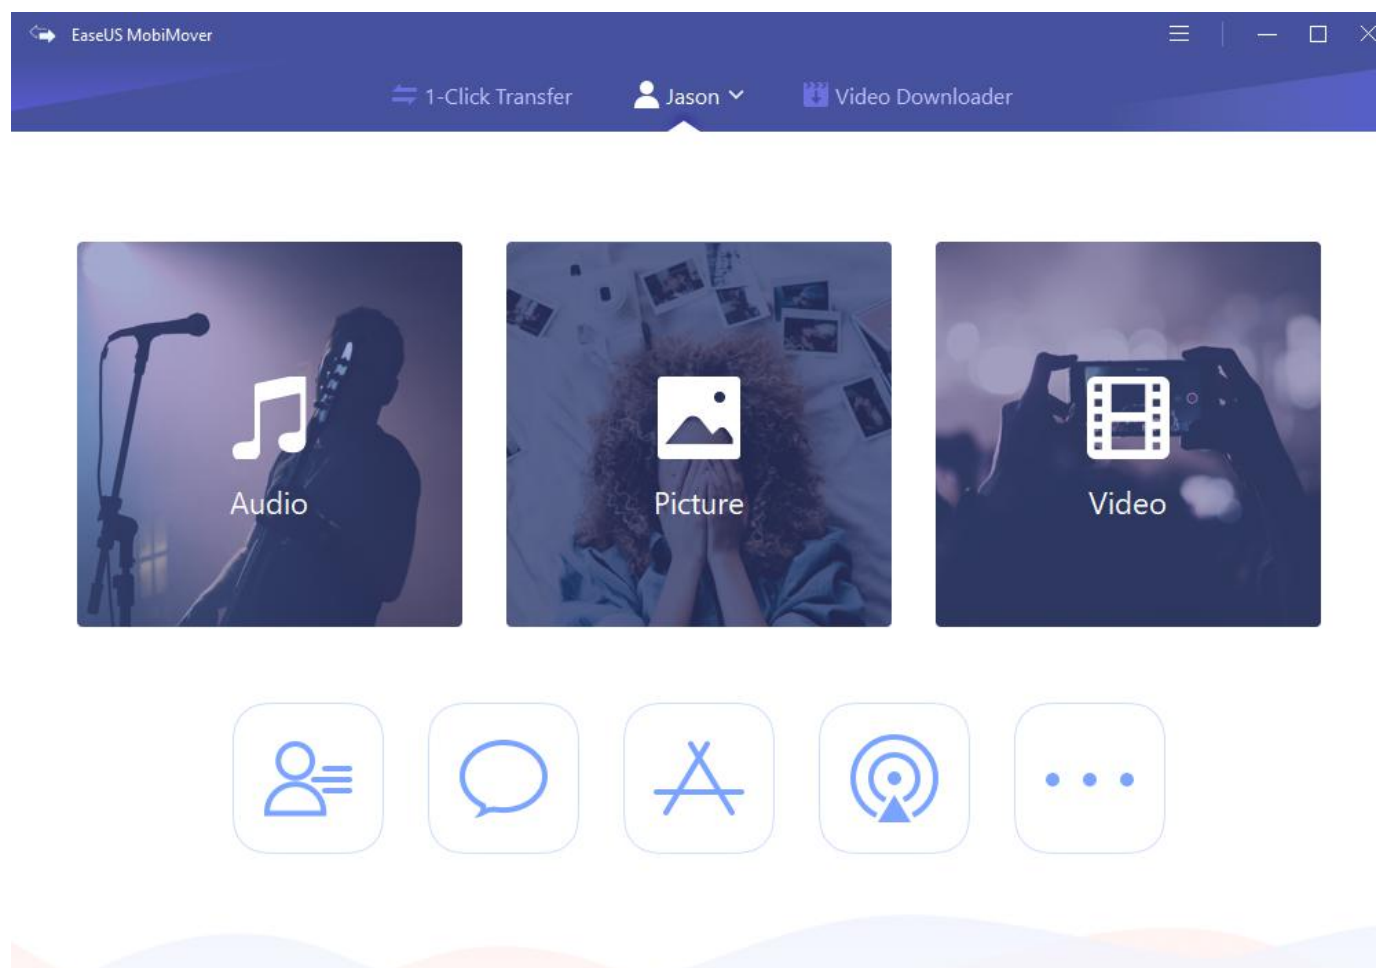 EaseUS MobiMover
1-Click Transfer
Jason
Video Downloader
Audio
Picture
Video